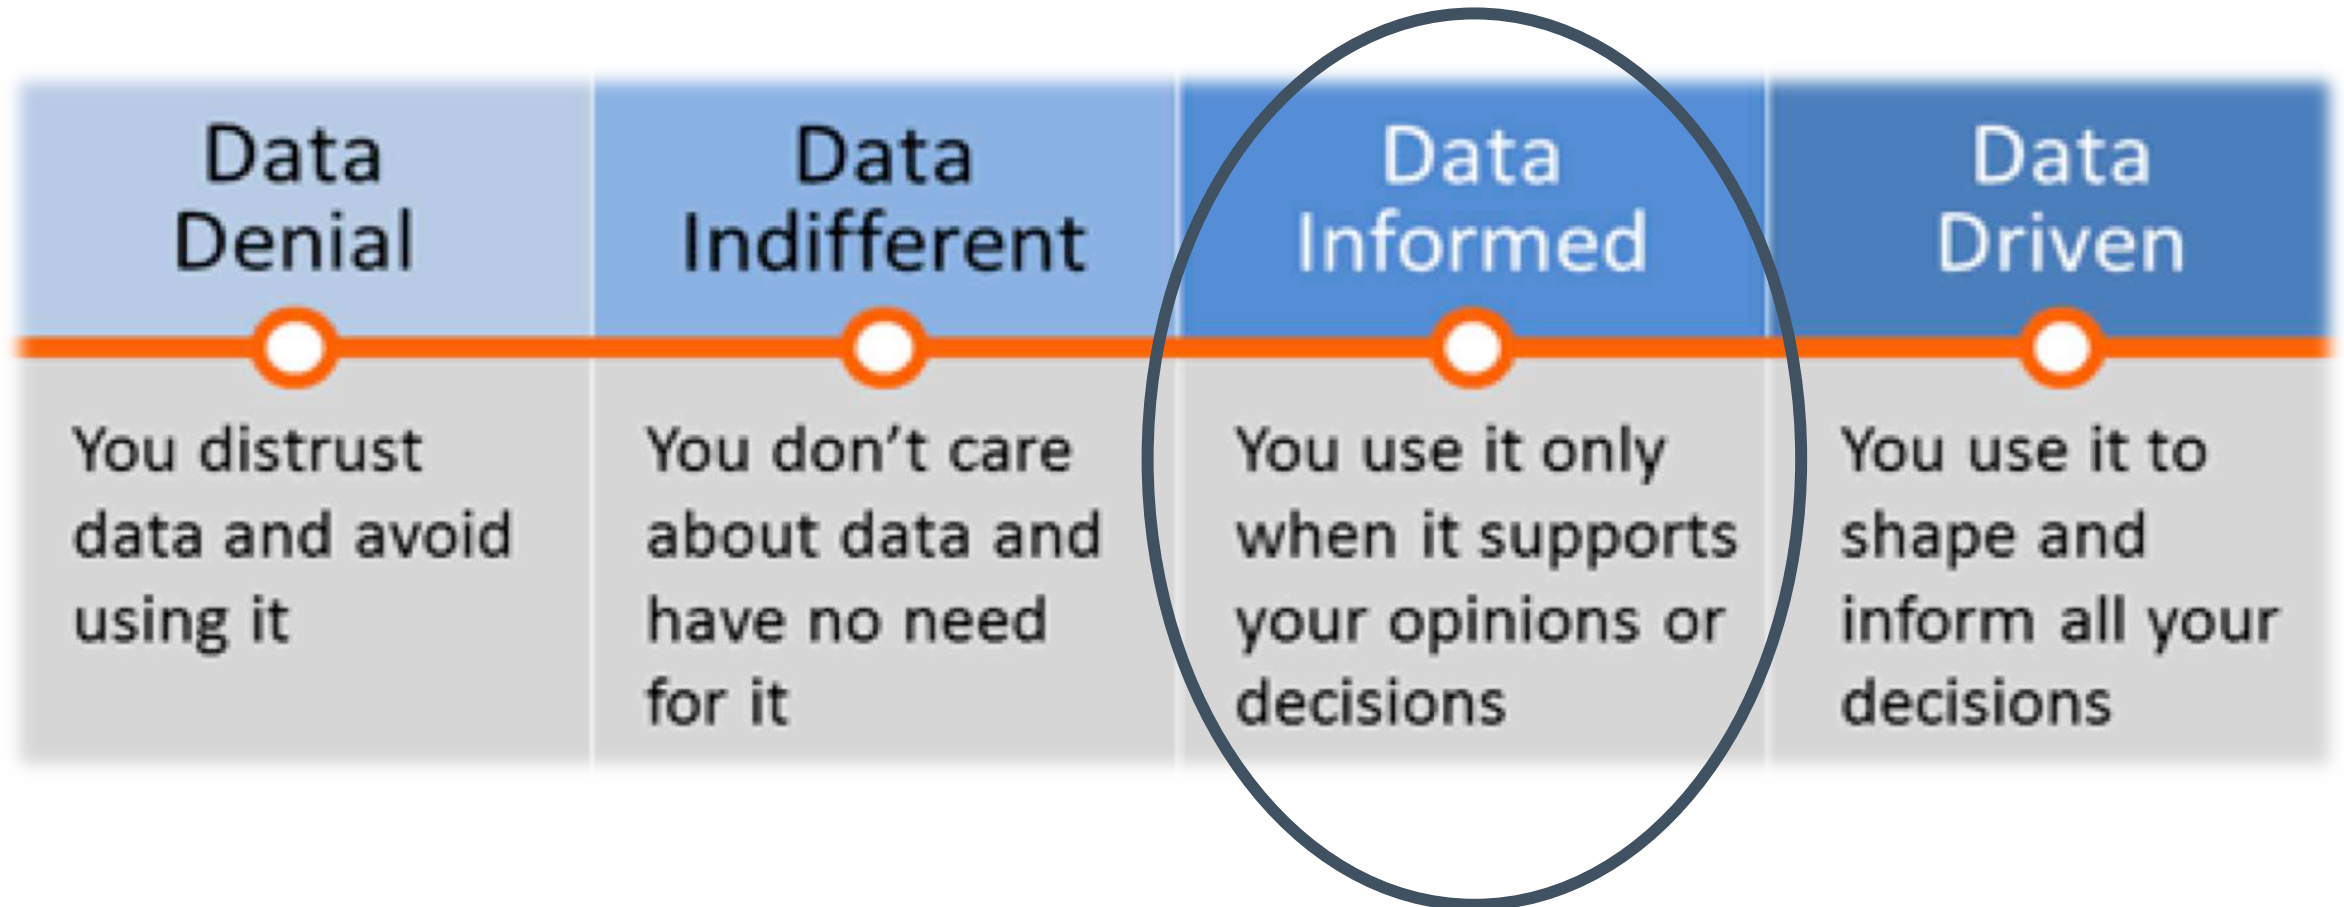 Data
Denial
You distrust
data and avoid
using it
Data
Indifferent
You don’t care
about data and
have no need
for it
Data
Informed
You use it only
when it supports
your opinions or
decisions
Data
Driven
You use it to
shape and
inform all your
decisions